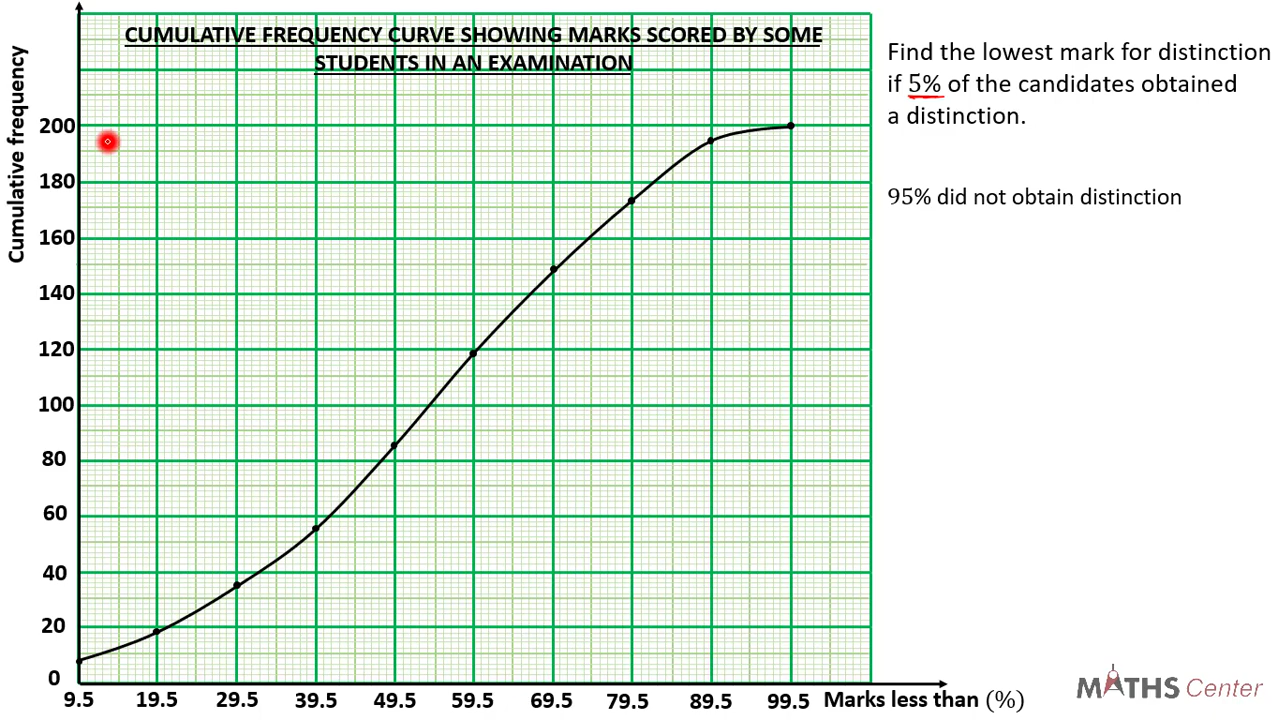 CUMULATIVE FREQUENCY CURVE SHOWING MARKS SCORED BY SOME
STUDENTS IN AN EXAMINATION
Cumulative frequency
200
180
160
140
120
100
80
60
40
20
0
9.5 19.5 29.5 39.5 49.5 59.5 69.5 79.5 89.5 99.5 Marks less than (%)
Find the lowest mark for distinction
if 5% of the candidates obtained
a distinction.
95% did not obtain distinction
MATHS Center